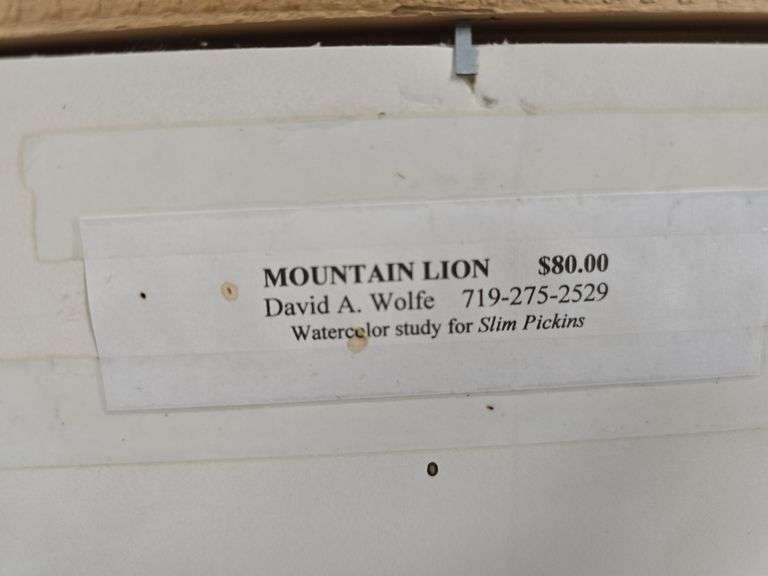 MOUNTAIN LION $80.00
David A. Wolfe 719-275-2529
Watercolor study for Slim Pickins